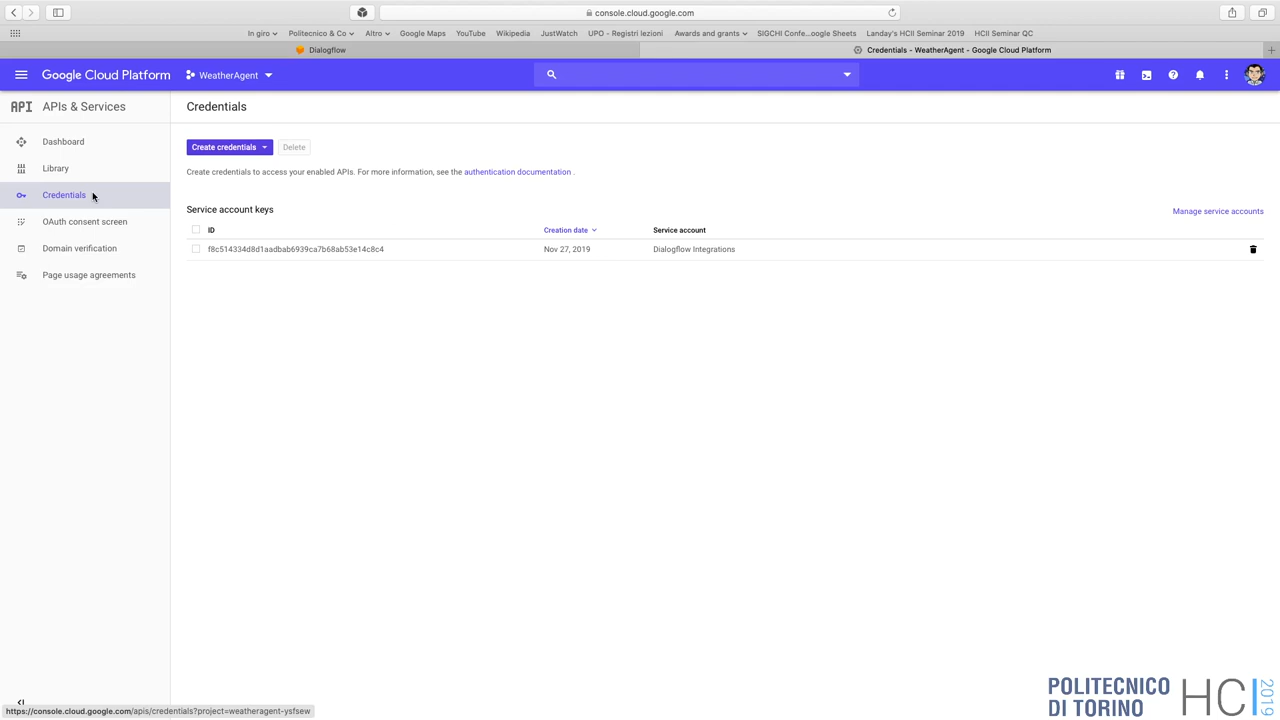 console.cloud.google.com
In giro Politecnico & Co Altro Google Maps YouTube Wikipedia JustWatch UPO - Registri lezioni Awards and grants SIGCHI Confe...oogle Sheets Landay's HCII Seminar 2019 HCII Seminar QC
Dialogflow Credentials - WeatherAgent - Google Cloud Platform
Google Cloud Platform WeatherAgent
API APIs & Services Credentials
Dashboard
Create credentials Delete
Library
Create credentials to access your enabled APIs. For more information, see the authentication documentation .
Credentials
Service account keys Manage service accounts
OAuth consent screen
ID Creation date Service account
Domain verification
f8c514334d8d1aadbab6939ca7b68ab53e14c8c4 Nov 27, 2019 Dialogflow Integrations
Page usage agreements
https://console.cloud.google.com/apis/credentials?project=weatheragent-ysfsew
POLITECNICO
DI TORINO
HCI 2019